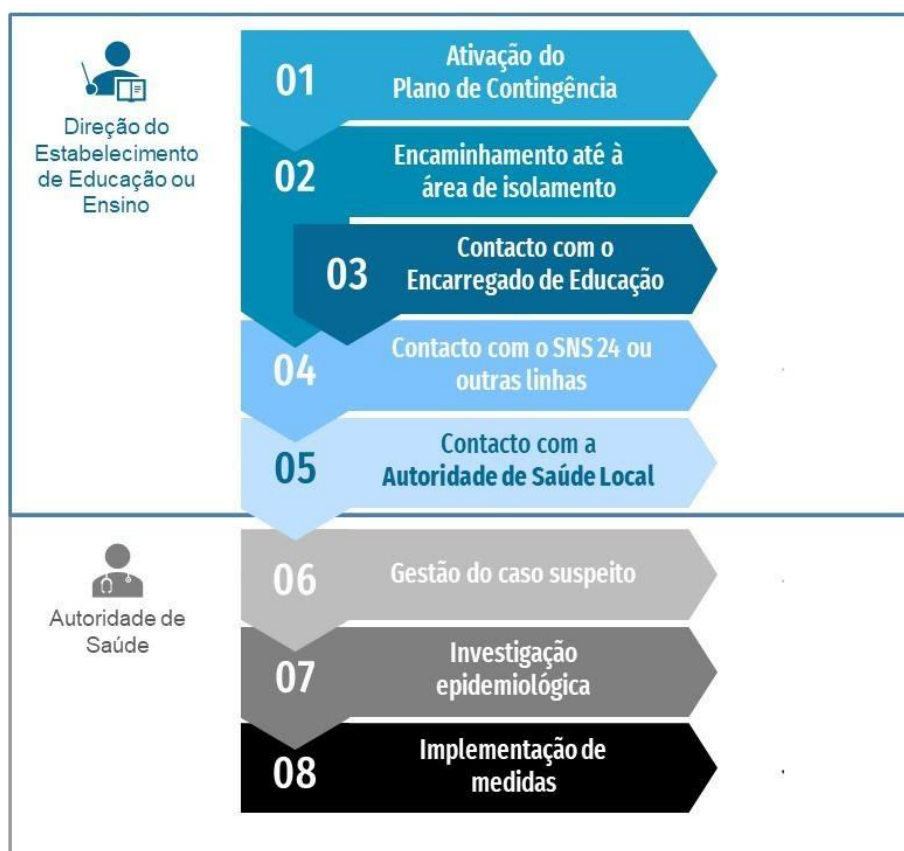 Direção do
Estabelecimento
de Educação ou
Ensino
01
Ativação do
Plano de Contingência
02
Encaminhamento até à
área de isolamento
03
Contacto com o
Encarregado de Educação
04
Contacto com o SNS 24 ou
outras linhas
05
Contacto com a
Autoridade de Saúde Local
Autoridade de
Saúde
06
Gestão do caso suspeito
07
Investigação
epidemiológica
08
Implementação de
medidas